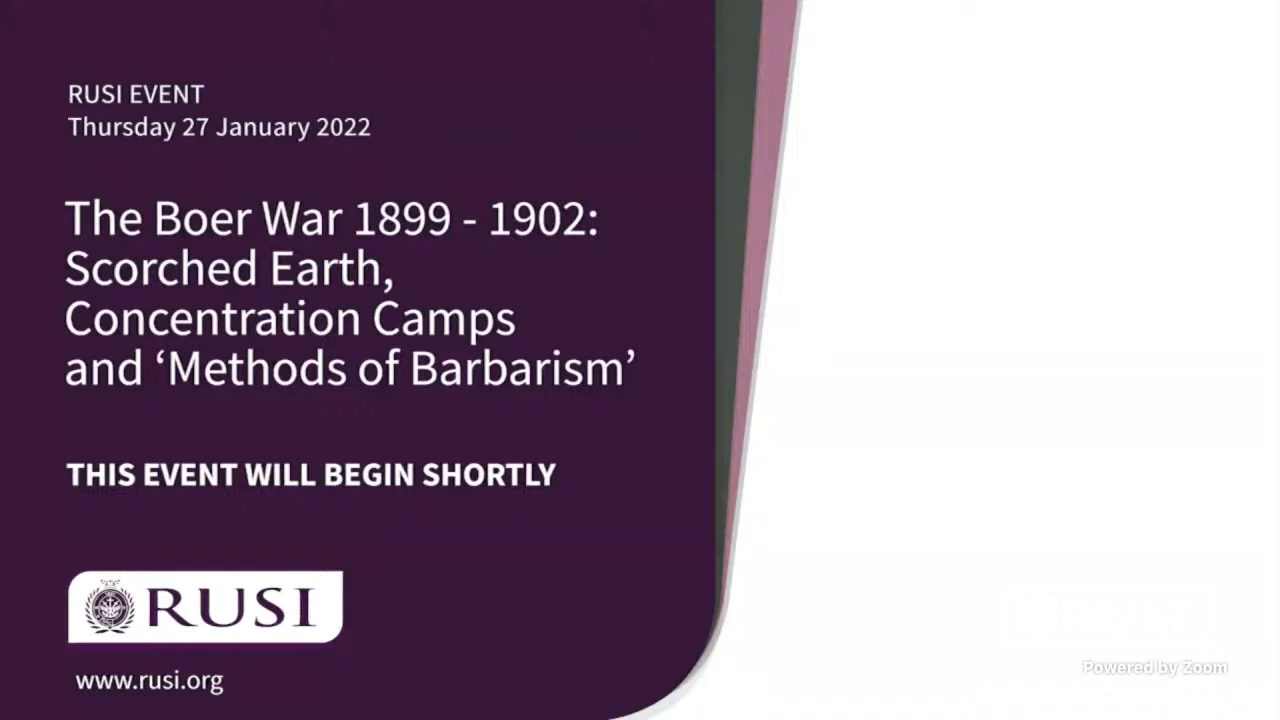 RUSI EVENT
Thursday 27 January 2022
The Boer War 1899 - 1902:
Scorched Earth,
Concentration Camps
and ‘Methods of Barbarism’
THIS EVENT WILL BEGIN SHORTLY
RUSI
www.rusi.org
Powered by Zoom